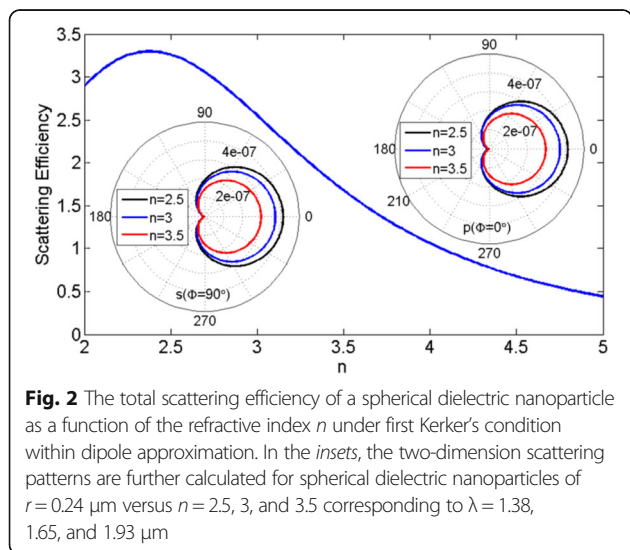 3.5
3
2.5
2
1.5
1
0.5
0
Scattering Efficiency
2
2.5
3
3.5
4
4.5
5
n
90
4e-07
2e-07
180
0
n=2.5
n=3
n=3.5
s(Φ=90°)
270
90
4e-07
2e-07
180
0
n=2.5
n=3
n=3.5
210
p(Φ=0°)
270
Fig. 2 The total scattering efficiency of a spherical dielectric nanoparticle
as a function of the refractive index n under first Kerker's condition
within dipole approximation. In the insets, the two-dimension scattering
patterns are further calculated for spherical dielectric nanoparticles of
r = 0.24 μm versus n = 2.5, 3, and 3.5 corresponding to λ = 1.38,
1.65, and 1.93 μm